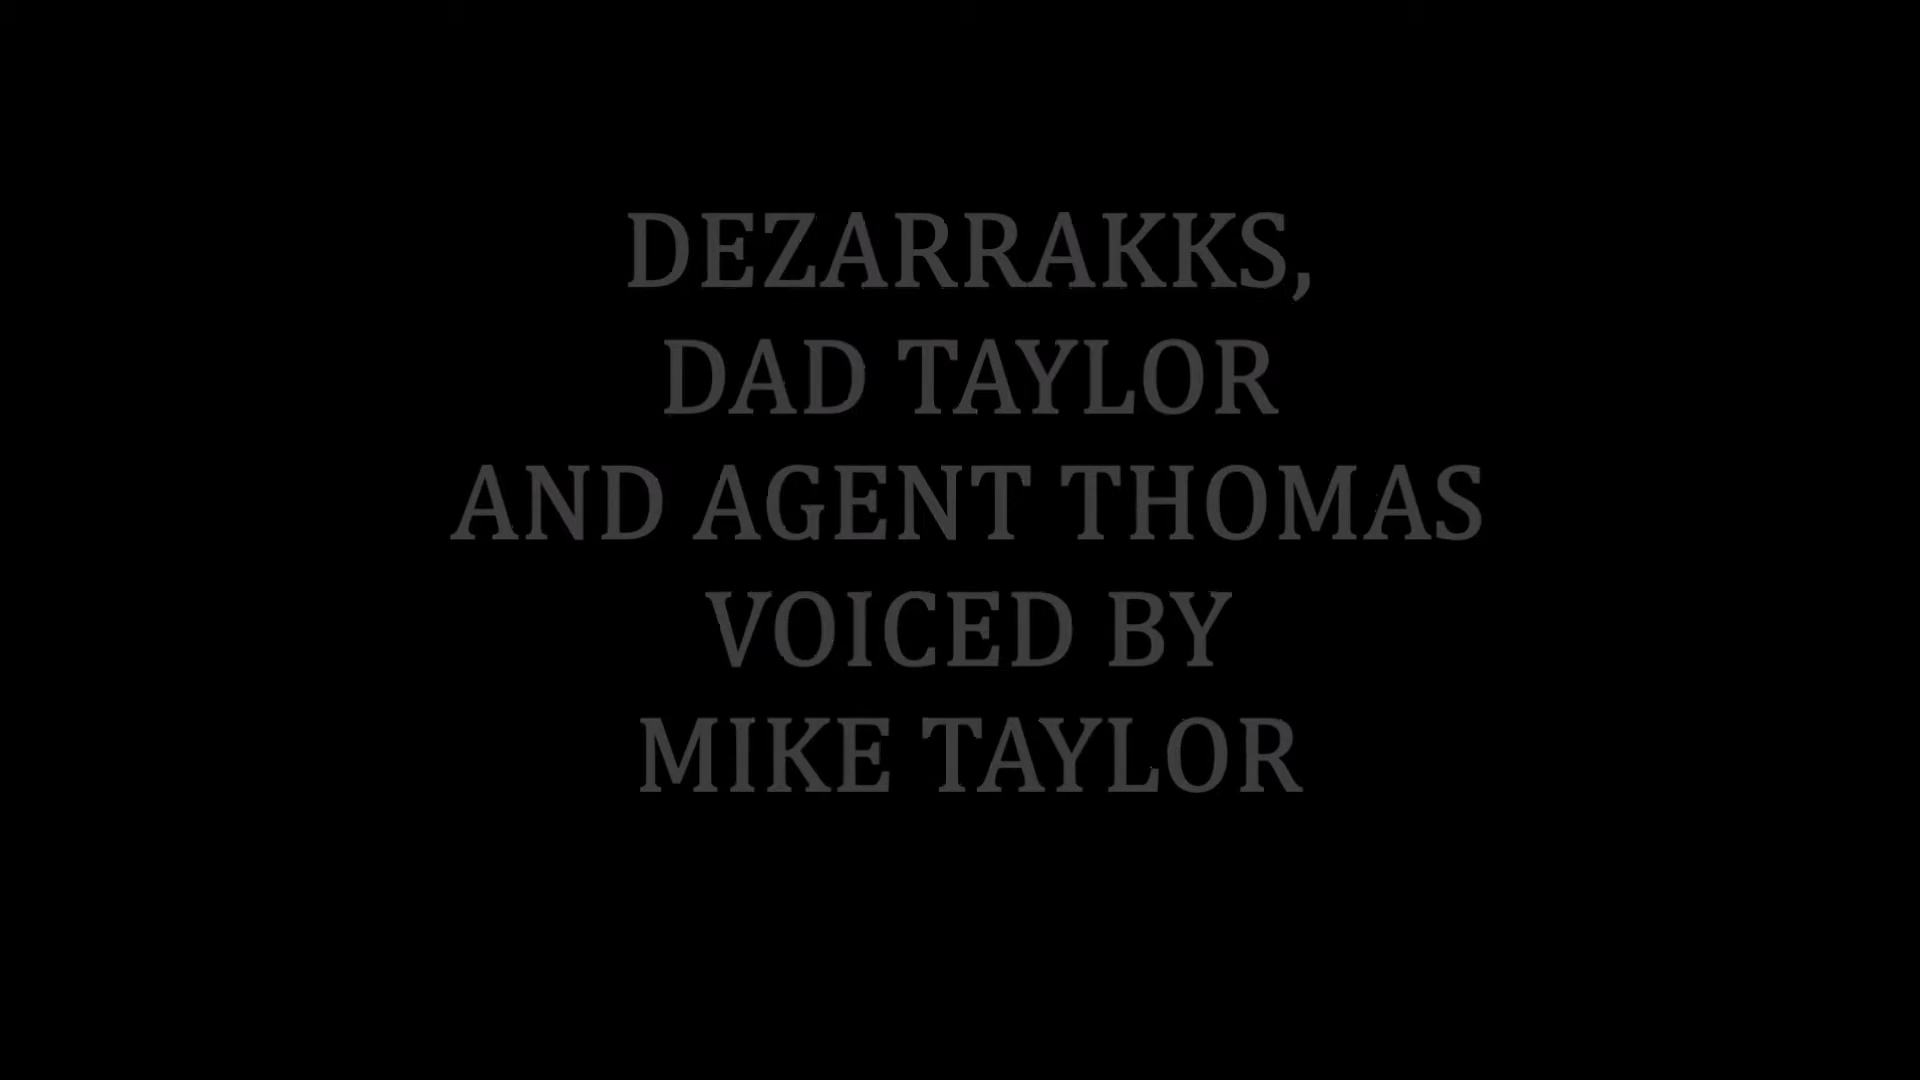 DEZARRAKKS,
DAD TAYLOR
AND AGENT THOMAS
VOICED BY
MIKE TAYLOR